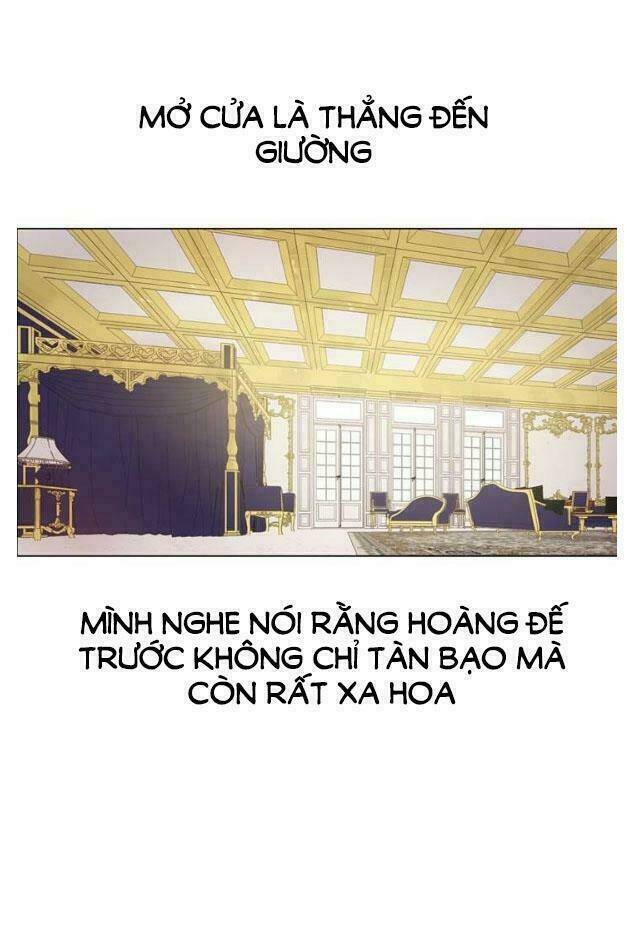 MỞ CỬA LÀ THẲNG ĐẾN
GIƯỜNG
MÌNH NGHE NÓI RẰNG HOÀNG ĐẾ
TRƯỚC KHÔNG CHỈ TÀN BẠO MÀ
CÒN RẤT XA HOA